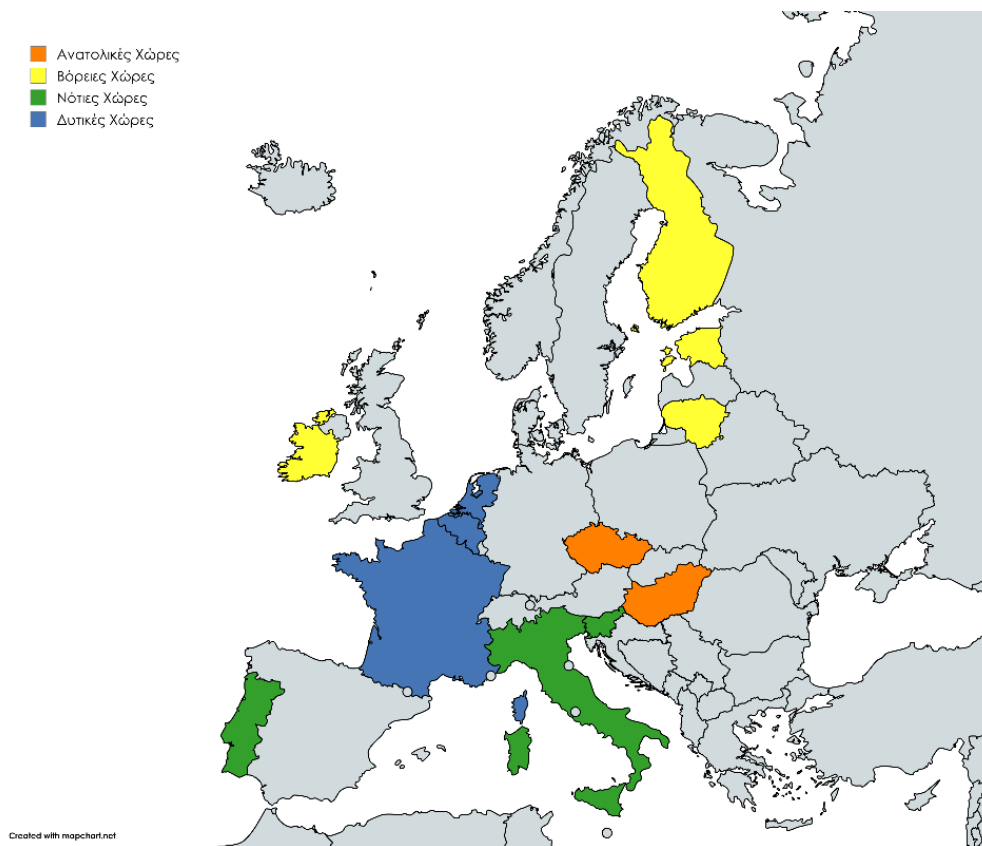 Ανατολικές Χώρες
Βόρειες Χώρες
Νότιες Χώρες
Δυτικές Χώρες
Created with mapchart.net